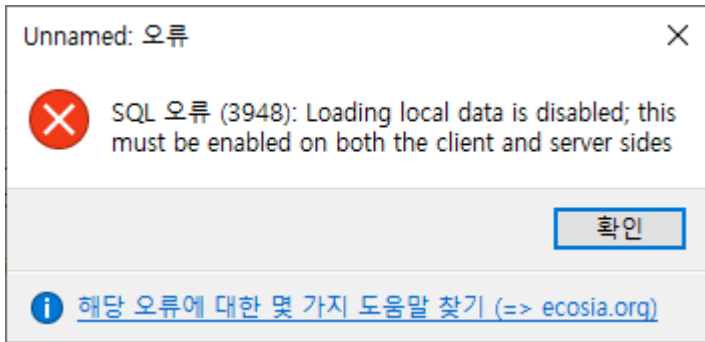 Unnamed: 오류
SQL 오류 (3948): Loading local data is disabled; this
must be enabled on both the client and server sides
확인
해당 오류에 대한 몇 가지 도움말 찾기 (=> ecosia.org)